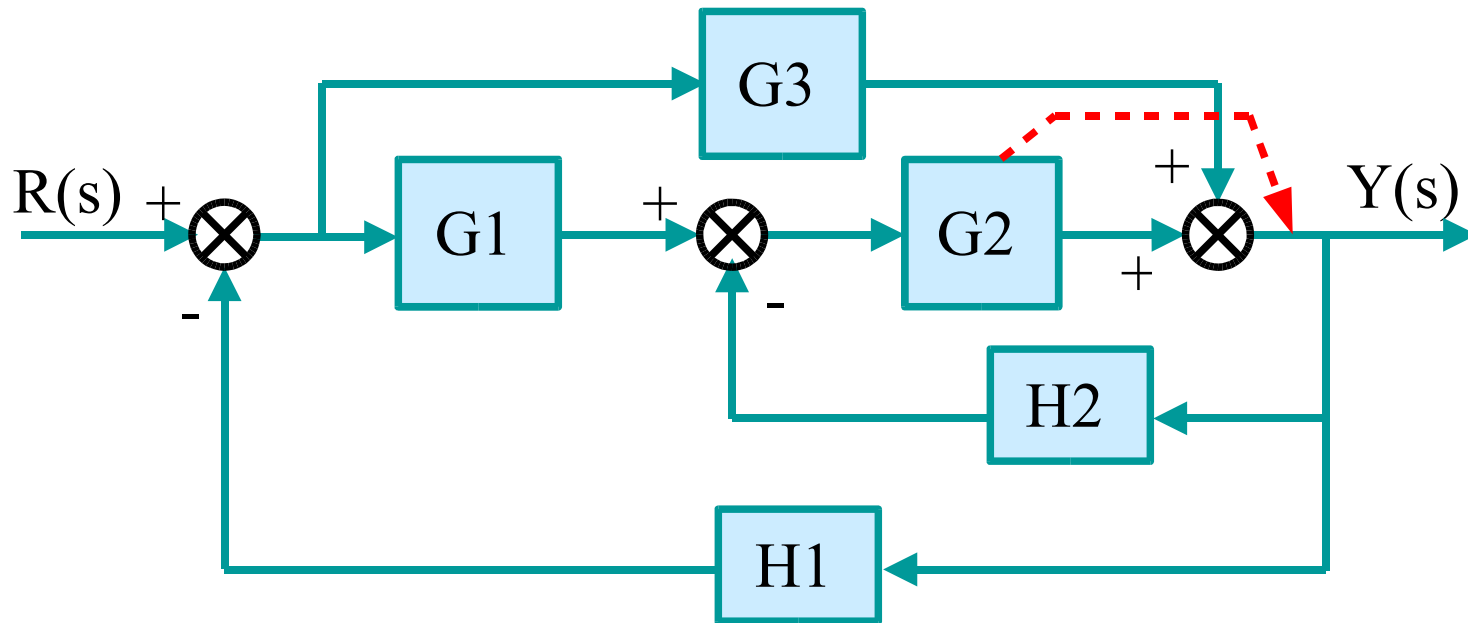 G3
R(s)
+
G1
+
G2
+
+
Y(s)
-
-
H2
H1